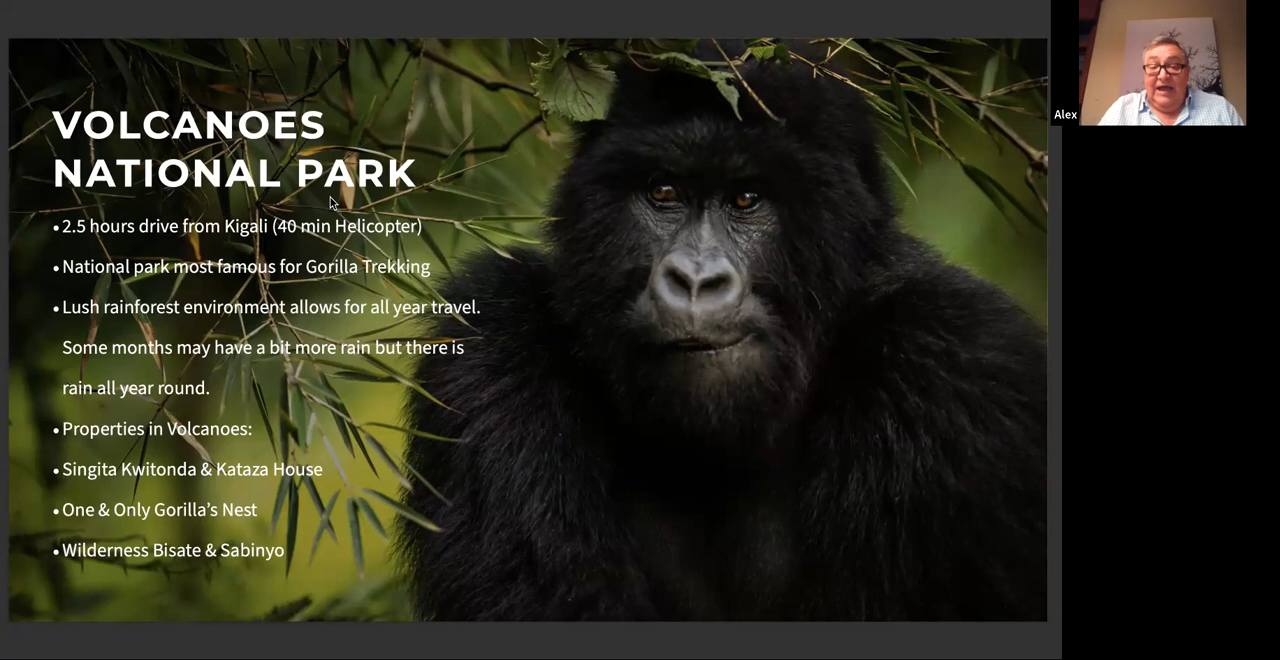 VOLCANOES
NATIONAL PARK
• 2.5 hours drive from Kigali (40 min Helicopter)
• National park most famous for Gorilla Trekking
• Lush rainforest environment allows for all year travel.
Some months may have a bit more rain but there is
rain all year round.
• Properties in Volcanoes:
• Singita Kwitonda & Kataza House
• One & Only Gorilla’s Nest
• Wilderness Bisate & Sabinyo
Alex